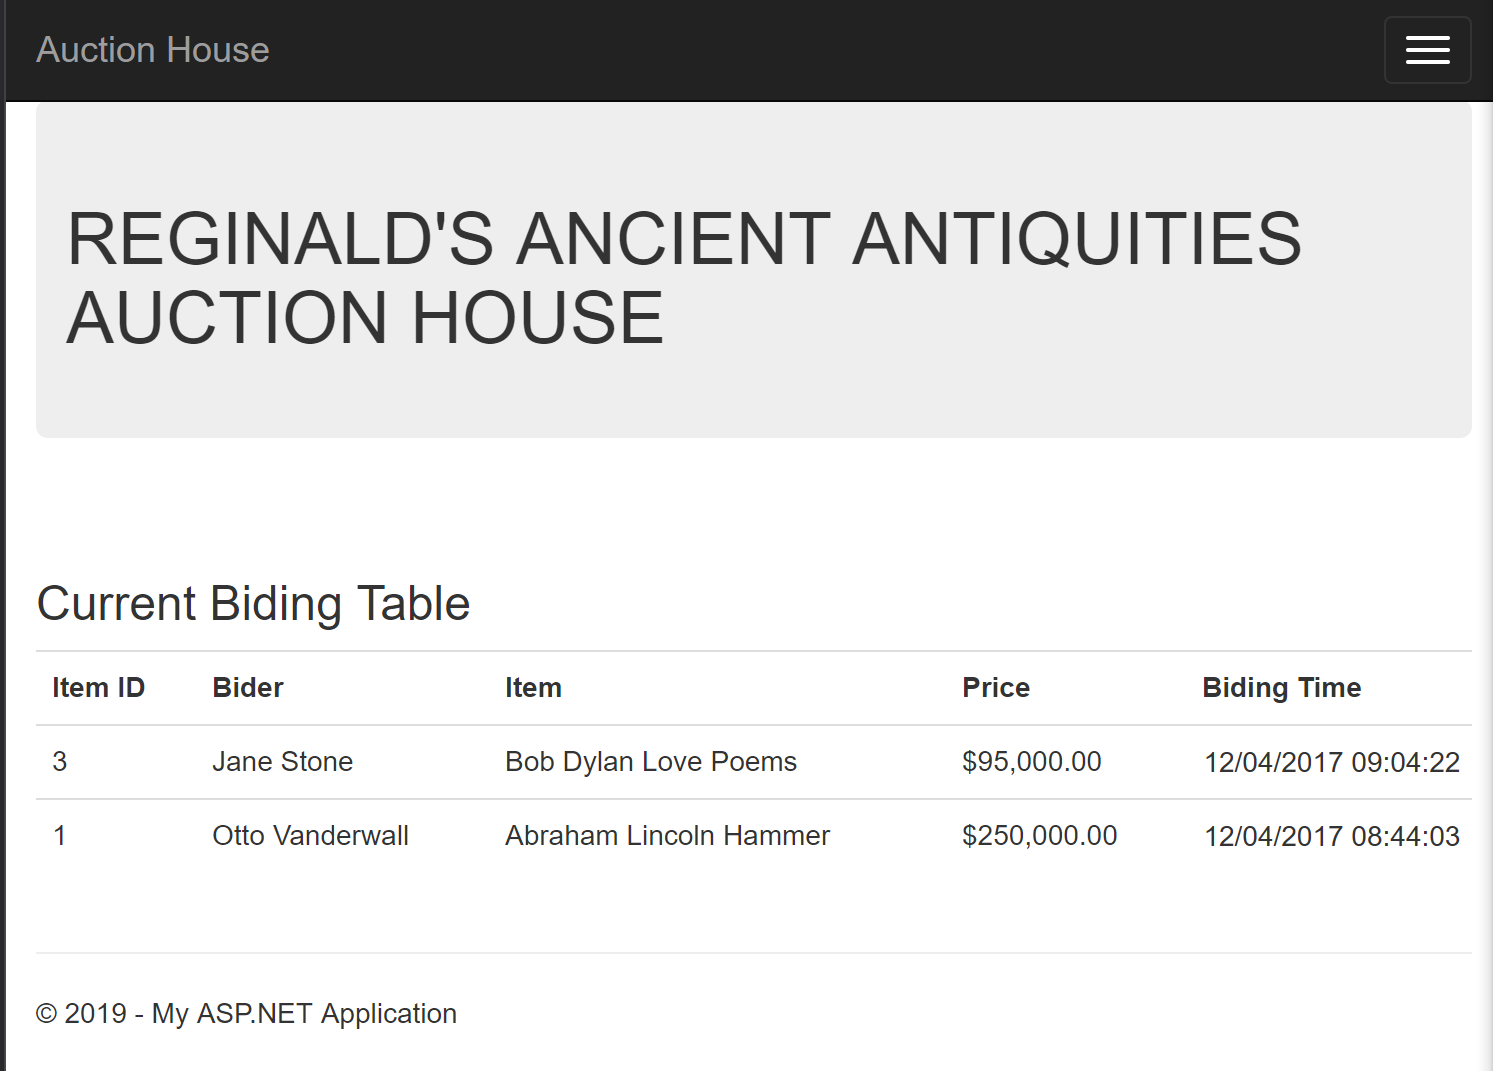 Auction House
REGINALD'S ANCIENT ANTIQUITIES
AUCTION HOUSE
Current Biding Table
Item ID Bider Item Price Biding Time
3 Jane Stone Bob Dylan Love Poems $95,000.00 12/04/2017 09:04:22
1 Otto Vanderwall Abraham Lincoln Hammer $250,000.00 12/04/2017 08:44:03
© 2019 - My ASP.NET Application